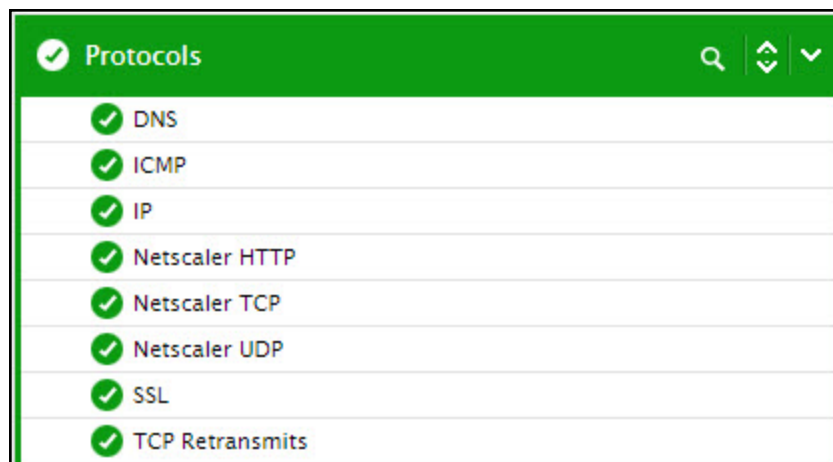 Protocols
DNS
ICMP
IP
Netscaler HTTP
Netscaler TCP
Netscaler UDP
SSL
TCP Retransmits